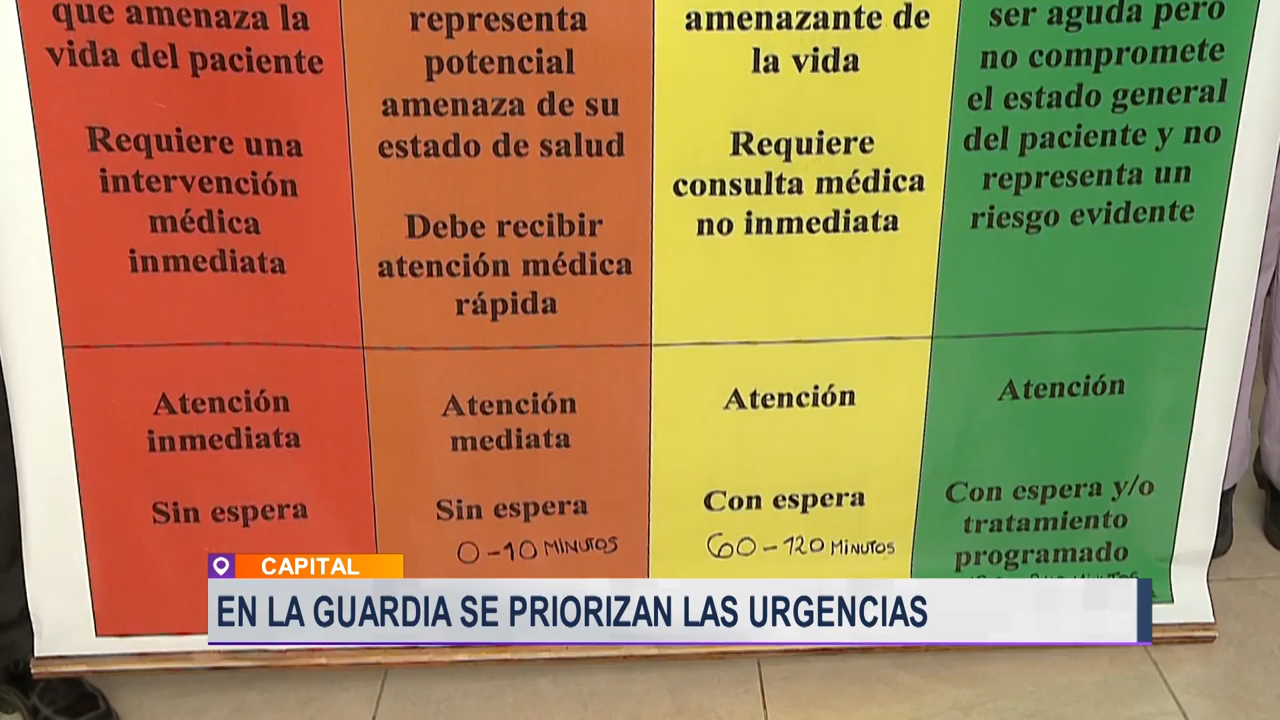 que amenaza la
vida del paciente
Requiere una
intervención
médica
inmediata
Atención
inmediata
Sin espera
representa
potencial
amenaza de su
estado de salud
Debe recibir
atención médica
rápida
Atención
mediata
Sin espera
0-10 MINUTOS
amenazante de
la vida
Requiere
consulta médica
no inmediata
Atención
Con espera
60-120 MINUTOS
ser aguda pero
no compromete
el estado general
del paciente y no
representa un
riesgo evidente
Atención
Con espera y/o
tratamiento
programado
CAPITAL
EN LA GUARDIA SE PRIORIZAN LAS URGENCIAS